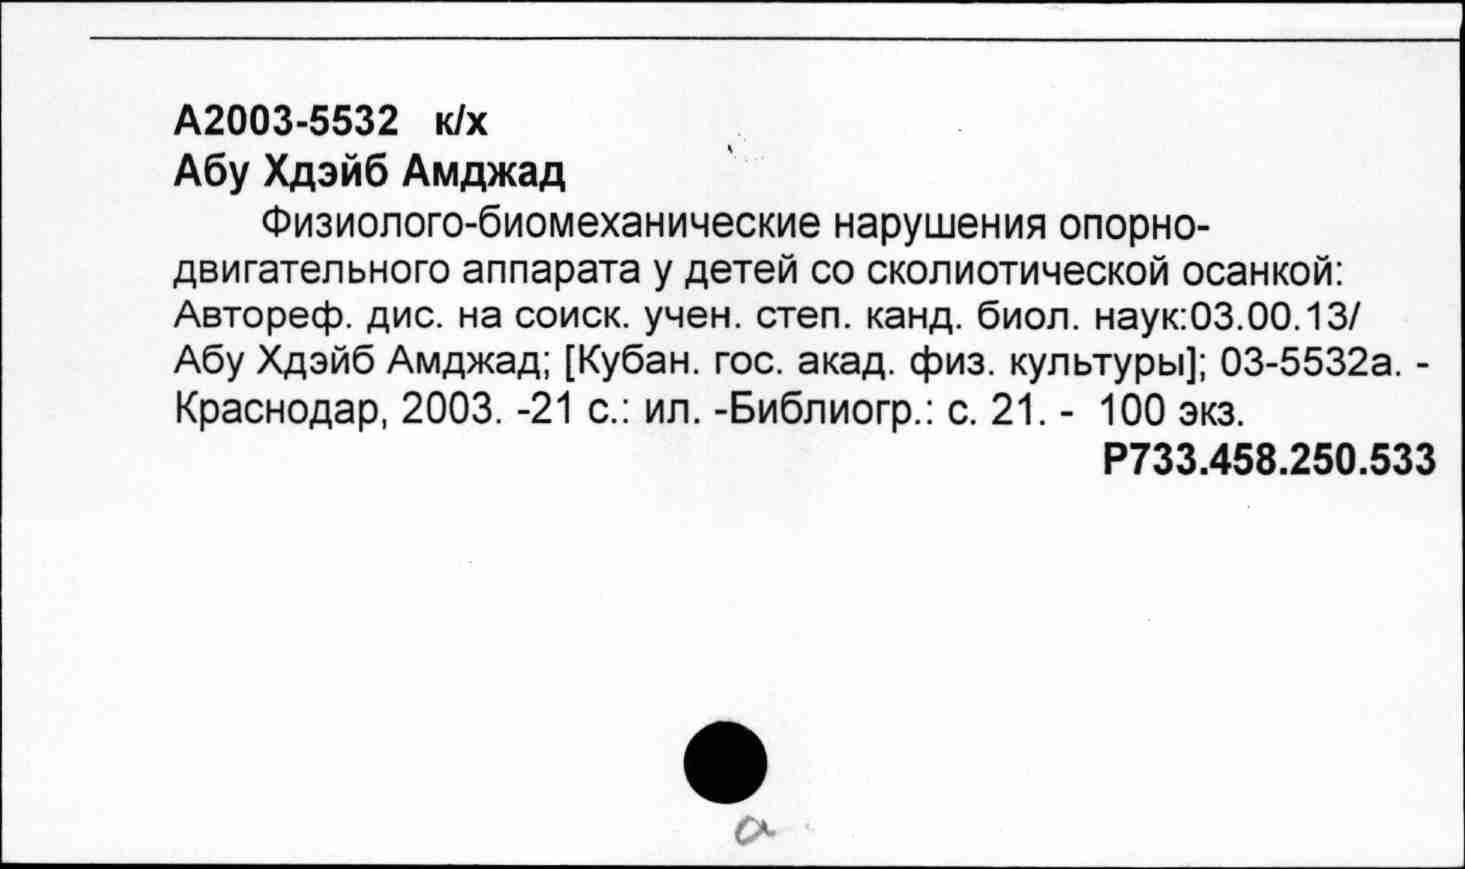 А2003-5532 к/х
Абу Хдэйб Амджад
Физиолого-биомеханические нарушения опорно-
двигательного аппарата у детей со сколиотической осанкой:
Автореф. дис. на соиск. учен. степ. канд. биол. наук:03.00.13/
Абу Хдэйб Амджад; [Кубан. гос. акад. физ. культуры]; 03-5532а. -
Краснодар, 2003. -21 с.: ил. -Библиогр.: с. 21. - 100 экз.
Р733.458.250.533
а